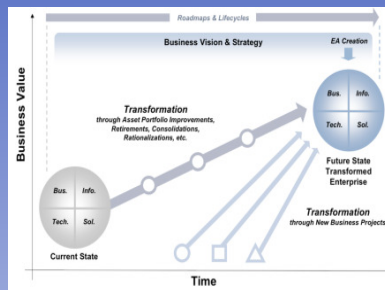 Roadmaps & Lifecycles
Business Vision & Strategy
EA Creation
Business Value
Transformation
through Asset Portfolio Improvements,
Retirements, Consolidations,
Rationalizations, etc.
Bus.
Info.
Tech.
Sol.
Future State
Transformed
Enterprise
Bus.
Info.
Tech.
Sol.
Current State
Transformation
through New Business Projects
Time